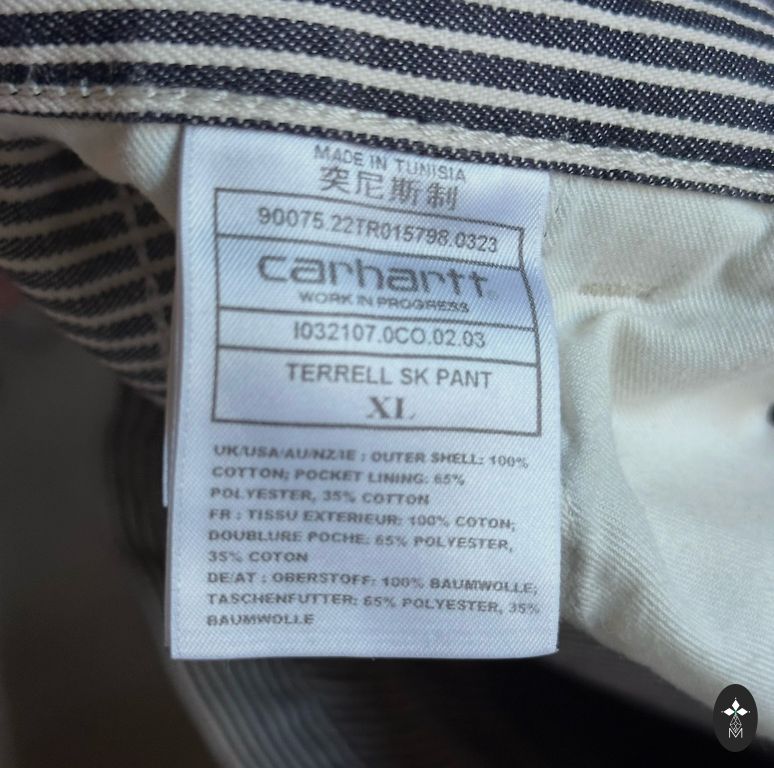 MADE IN TUNISIA
突尼斯制
90075.22TR015798.0323
carhartt
WORK IN PROGRESS
I032107.0CO.02.03
TERRELL SK PANT
XL
UK/USA/AU/NZ/IE : OUTER SHELL: 100%
COTTON; POCKET LINING: 65%
POLYESTER, 35% COTTON
FR : TISSU EXTERIEUR: 100% COTON;
DOUBLURE POCHE: 65% POLYESTER,
35% COTON
DE/AT : OBERSTOFF: 100% BAUMWOLLE;
TASCHENFUTTER: 65% POLYESTER, 35%
BAUMWOLLE
M